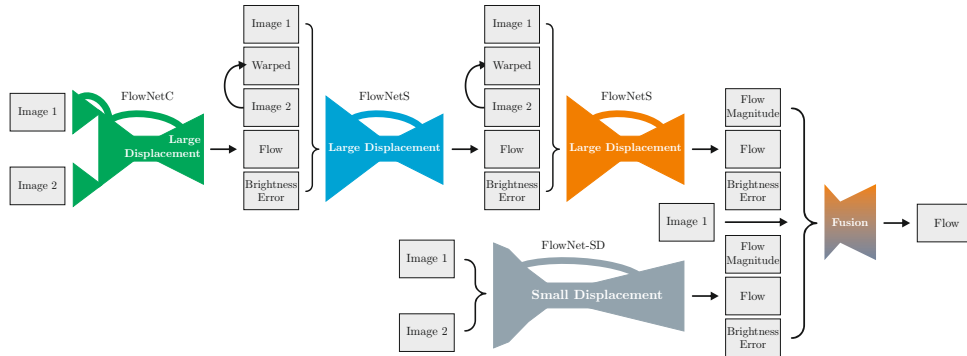 Image 1
Image 2
FlowNetC
Large
Displacement
Image 1
Warped
Image 2
Flow
Brightness
Error
FlowNetS
Large Displacement
Image 1
Warped
Image 2
Flow
Brightness
Error
FlowNetS
Large Displacement
Flow
Magnitude
Flow
Brightness
Error
Image 1
Image 1
Image 2
FlowNet-SD
Small Displacement
Flow
Magnitude
Flow
Brightness
Error
Fusion
Flow